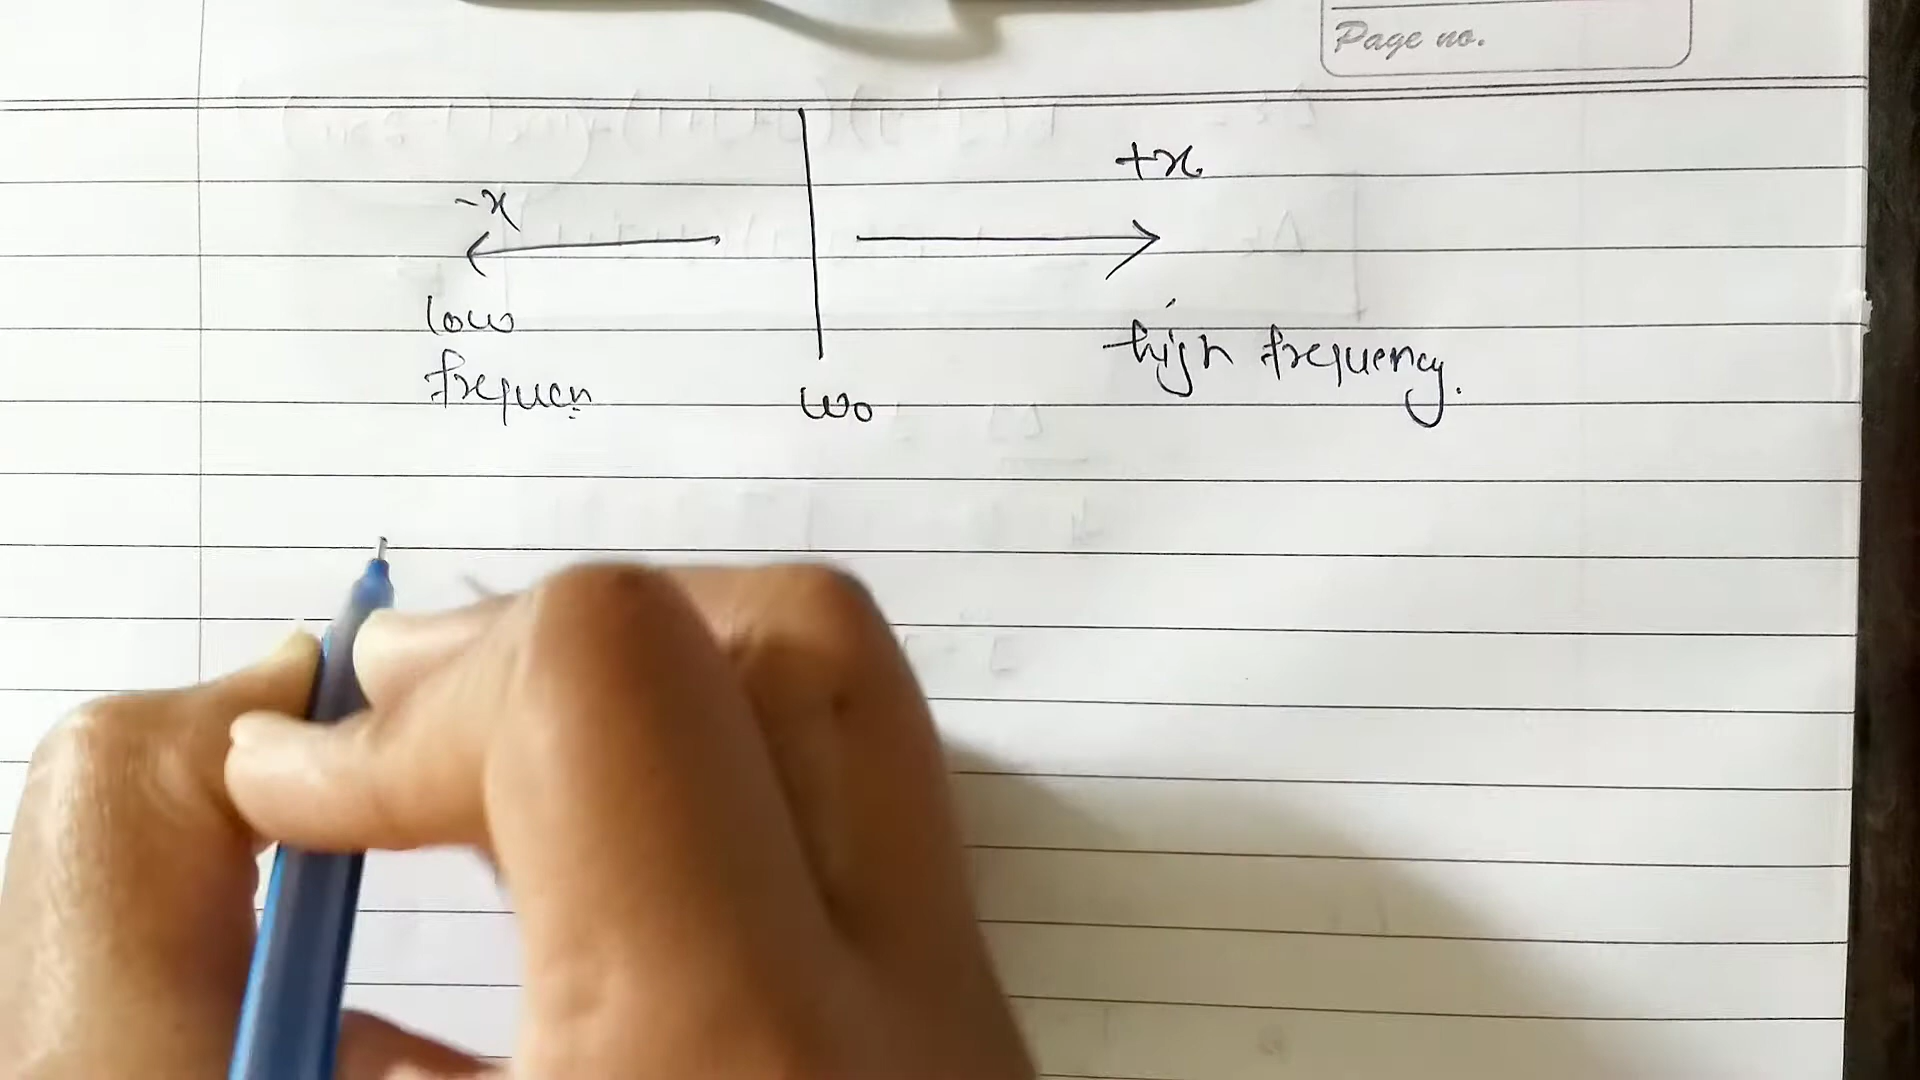 Page no.
+x
-x
low
frequen
high frequency.
ω₀